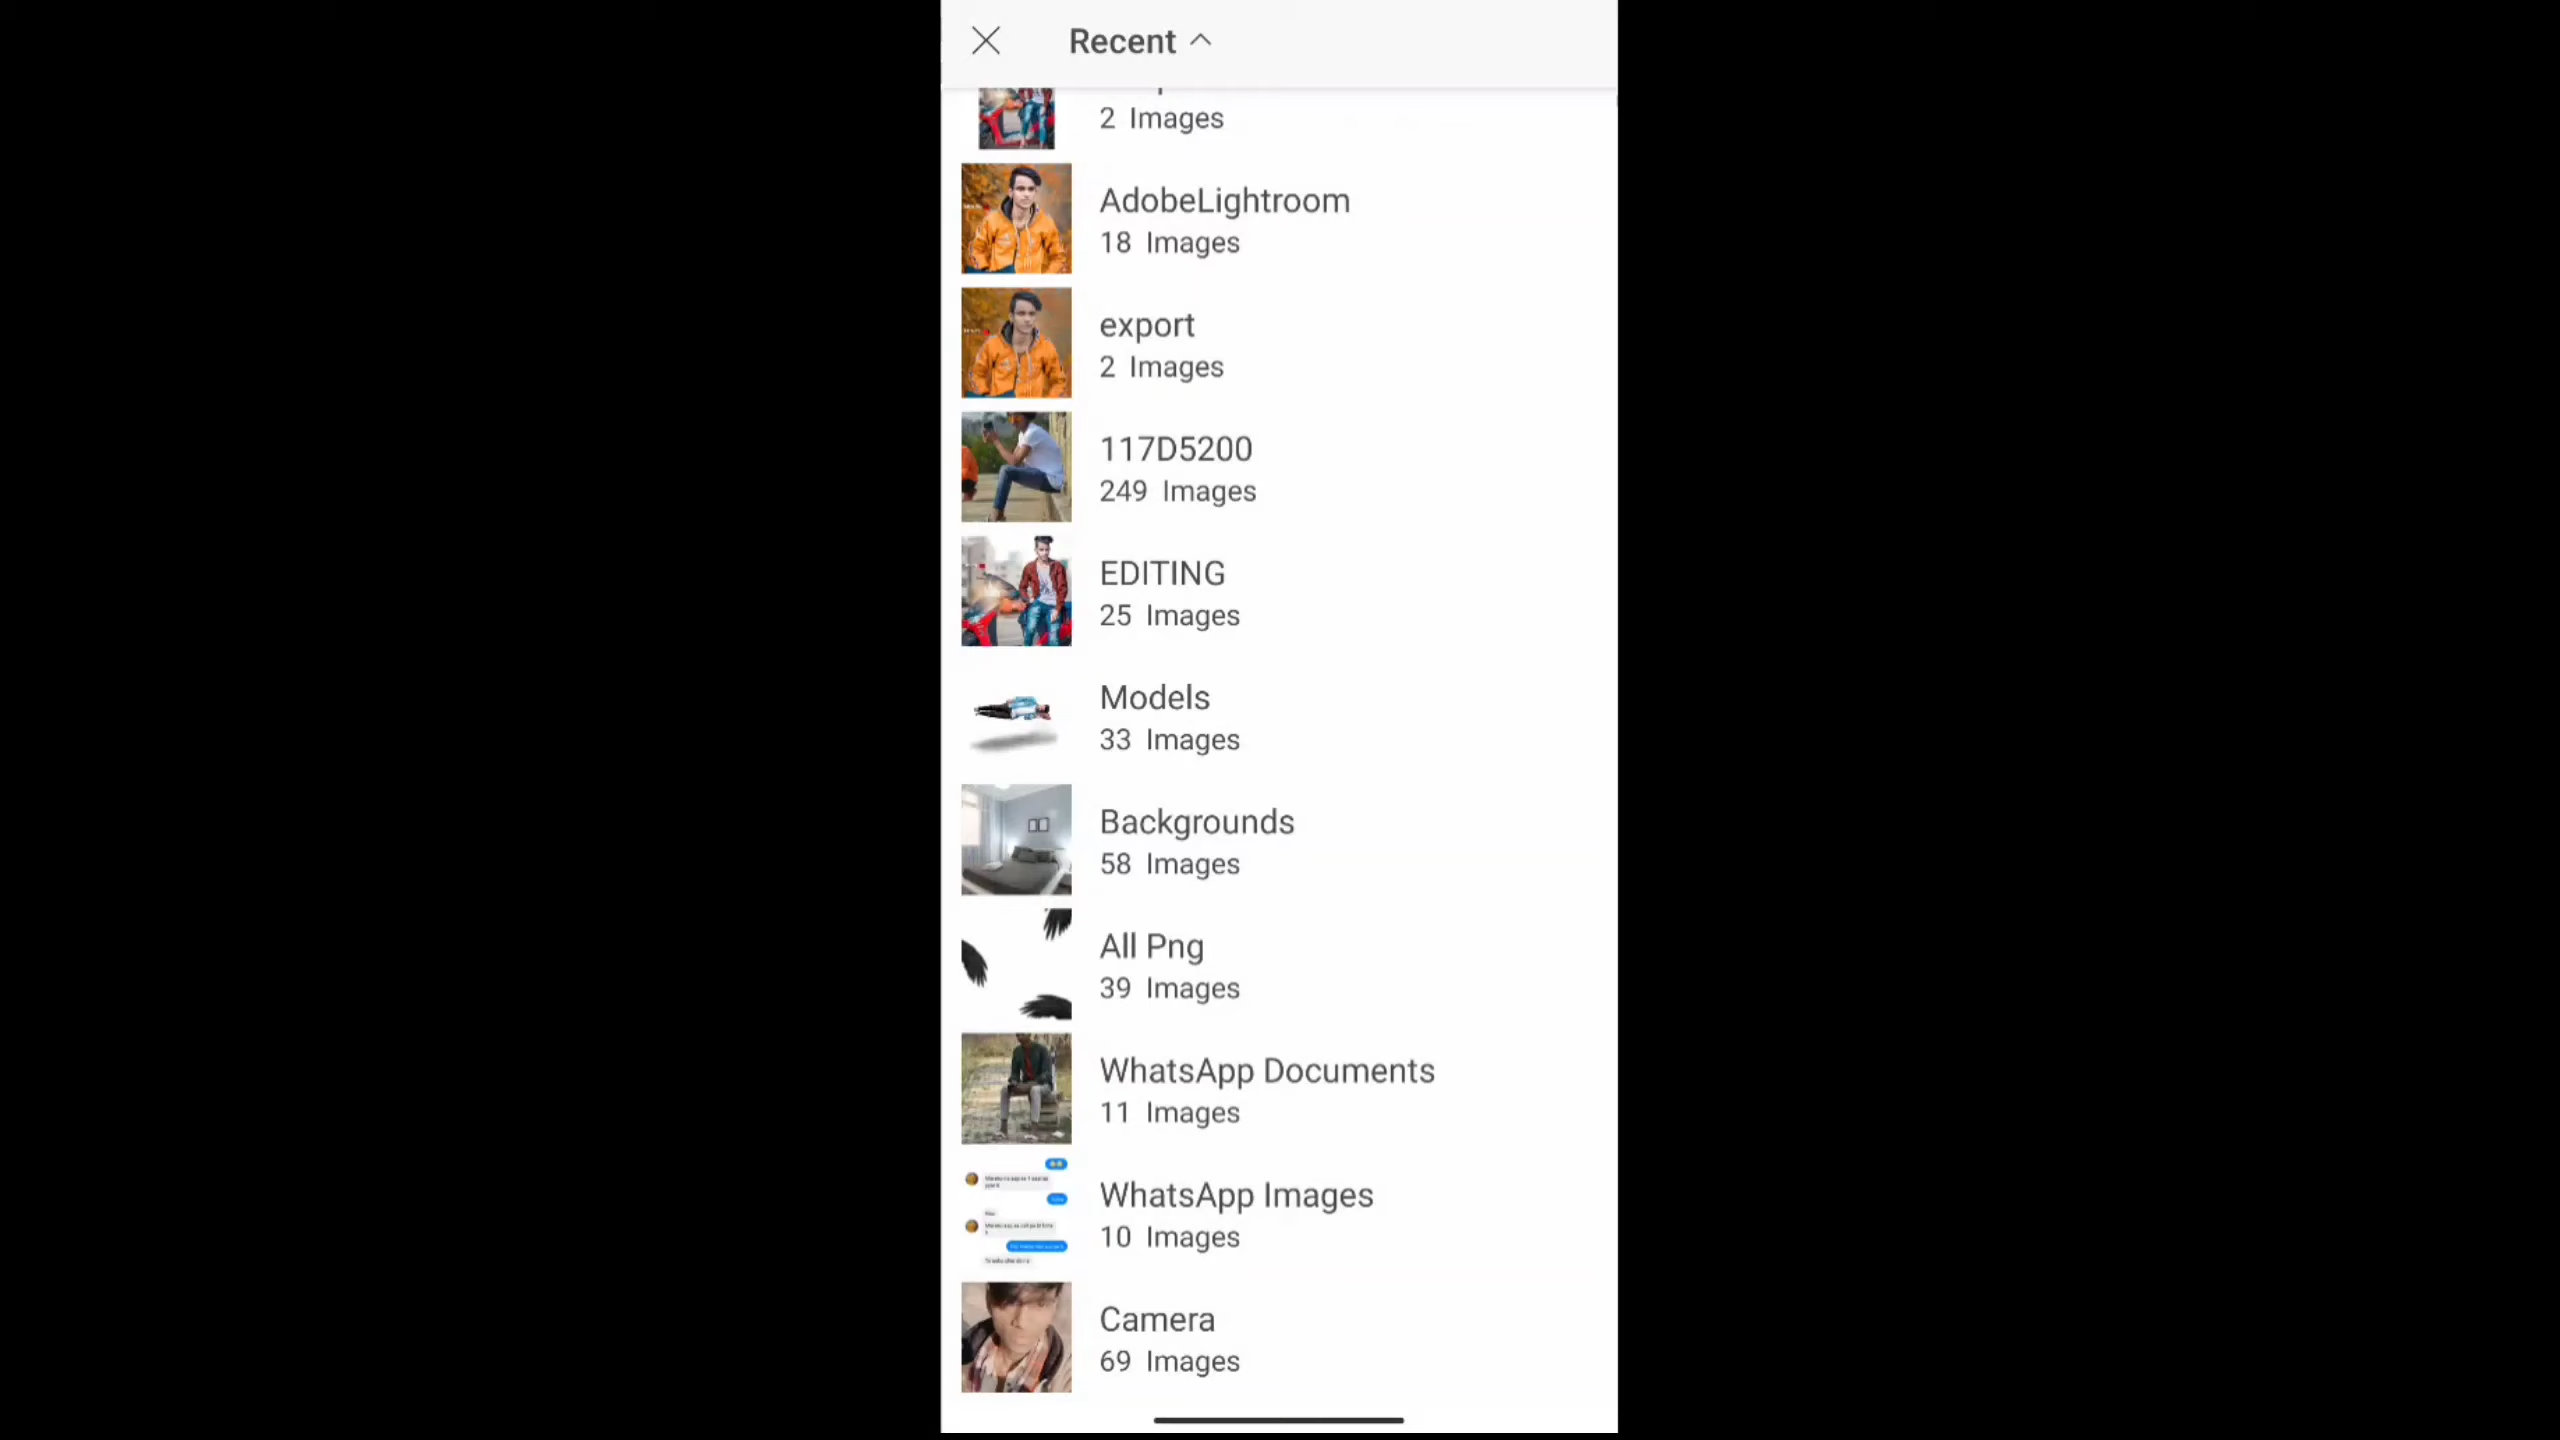 Recent
2 Images
AdobeLightroom
18 Images
export
2 Images
117D5200
249 Images
EDITING
25 Images
Models
33 Images
Backgrounds
58 Images
All Png
39 Images
WhatsApp Documents
11 Images
WhatsApp Images
10 Images
Camera
69 Images